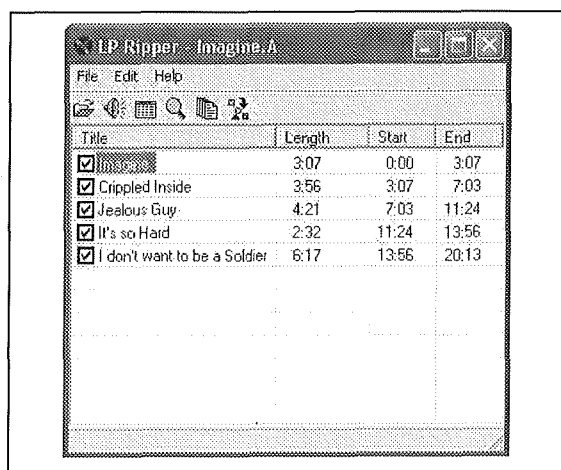 LP Ripper - Imagine A
File Edit Help
Title Length Start End
Imagine 3:07 0:00 3:07
Crippled Inside 3:56 3:07 7:03
Jealous Guy 4:21 7:03 11:24
It's so Hard 2:32 11:24 13:56
I don't want to be a Soldier 6:17 13:56 20:13